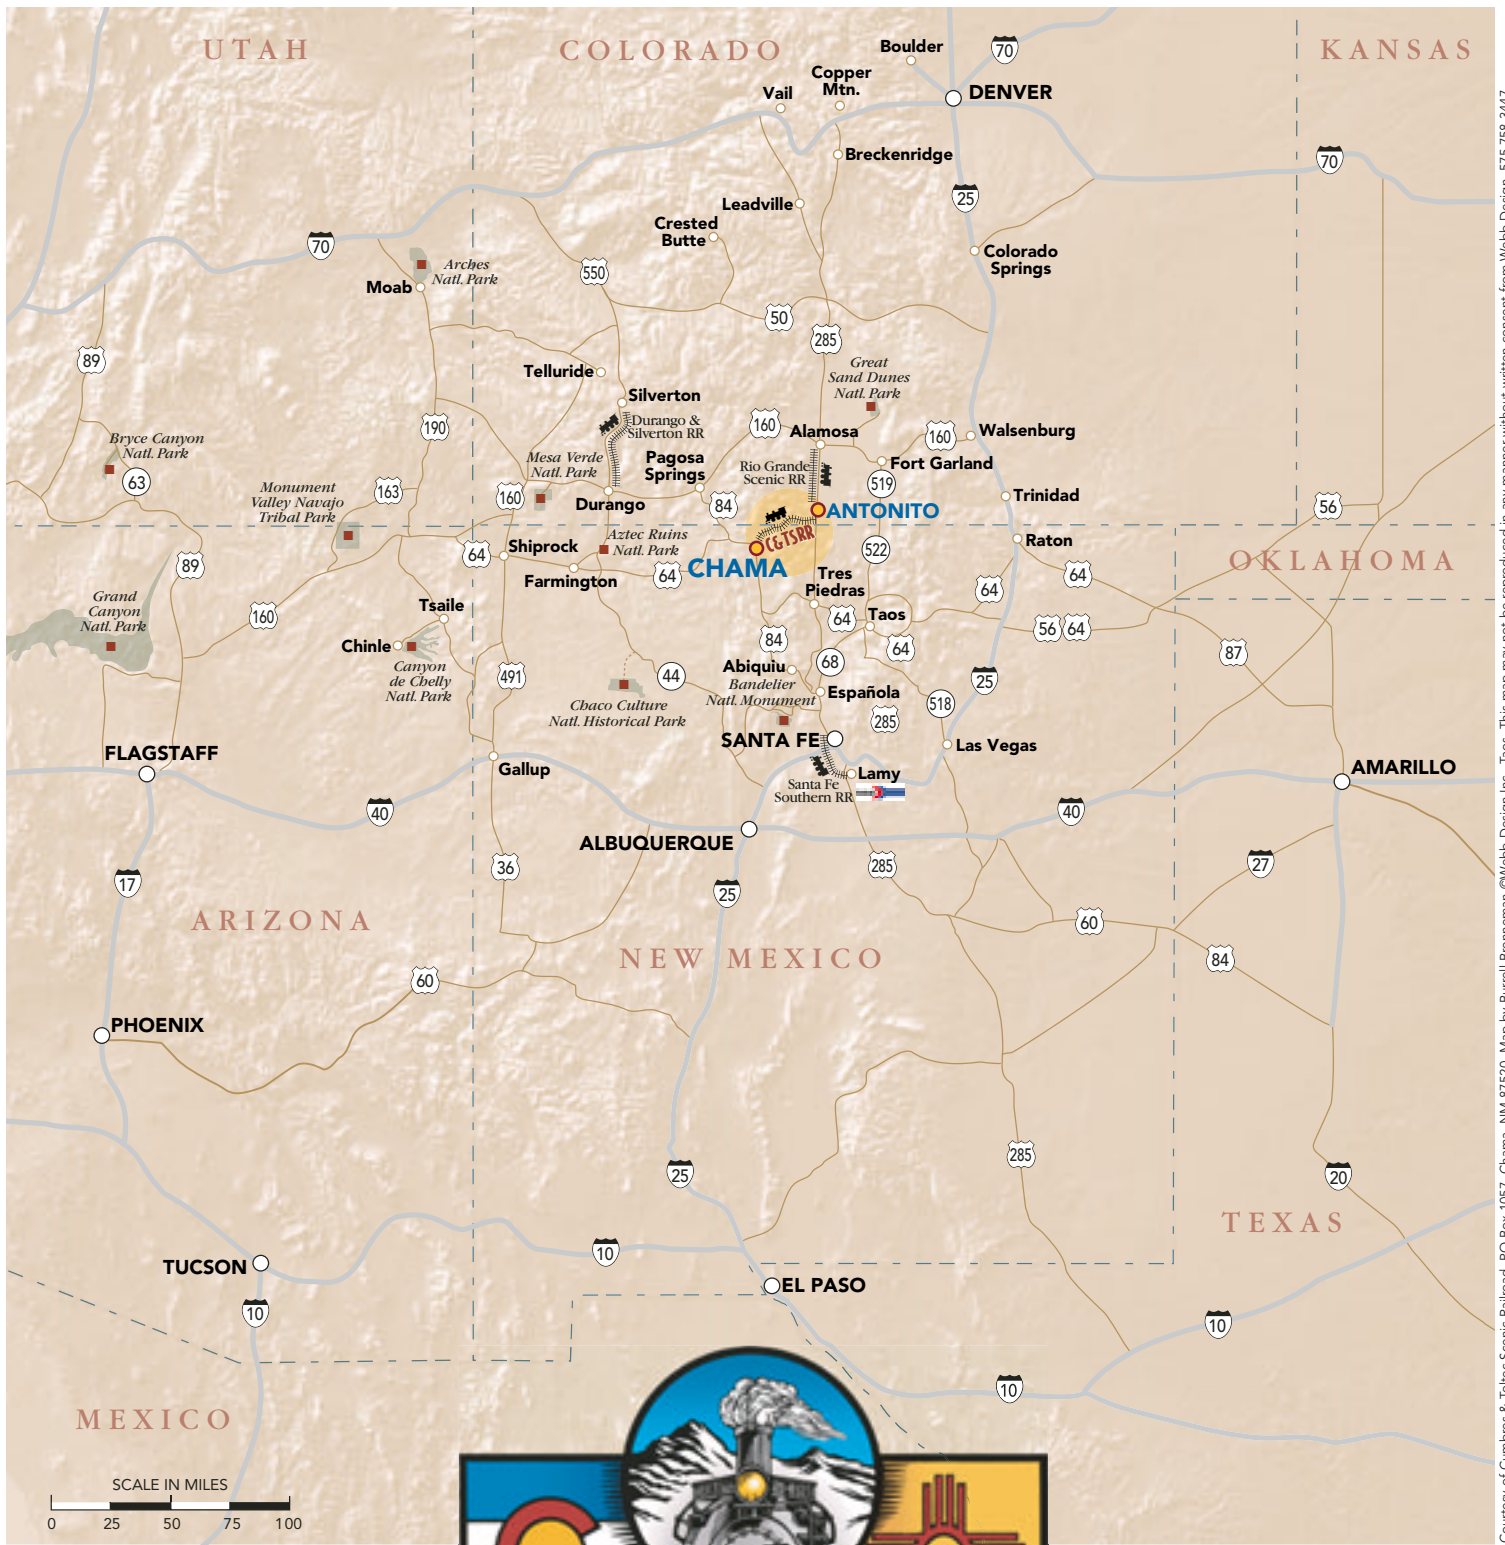 UTAH
COLORADO
KANSAS
Boulder
70
Copper
Mtn.
Vail
DENVER
Breckenridge
70
25
Leadville
Crested
Butte
70
Colorado
Springs
Arches
Natl. Park
Moab
550
50
285
89
Great
Sand Dunes
Natl. Park
Telluride
Silverton
Durango &
Silverton RR
190
160
Alamosa
160
Walsenburg
Bryce Canyon
Natl. Park
63
Mesa Verde
Natl. Park
Pagosa
Springs
Rio Grande
Scenic RR
Fort Garland
519
Monument
Valley Navajo
Tribal Park
163
160
Durango
84
ANTONITO
Trinidad
56
Aztec Ruins
Natl. Park
C&TSRR
CHAMA
522
Raton
OKLAHOMA
64
Shiprock
Farmington
64
89
64
64
Tres
Piedras
Grand
Canyon
Natl. Park
160
Tsaile
64
Taos
56
64
Chinle
84
64
87
Canyon
de Chelly
Natl. Park
491
44
Abiquiu
68
25
Bandelier
Natl. Monument
Española
518
Chaco Culture
Natl. Historical Park
285
SANTA FE
Las Vegas
FLAGSTAFF
Gallup
Lamy
Santa Fe
Southern RR
AMARILLO
40
40
ALBUQUERQUE
36
285
27
17
25
ARIZONA
60
NEW MEXICO
84
60
PHOENIX
285
25
20
TEXAS
10
TUCSON
EL PASO
10
10
10
MEXICO
SCALE IN MILES
0 25 50 75 100